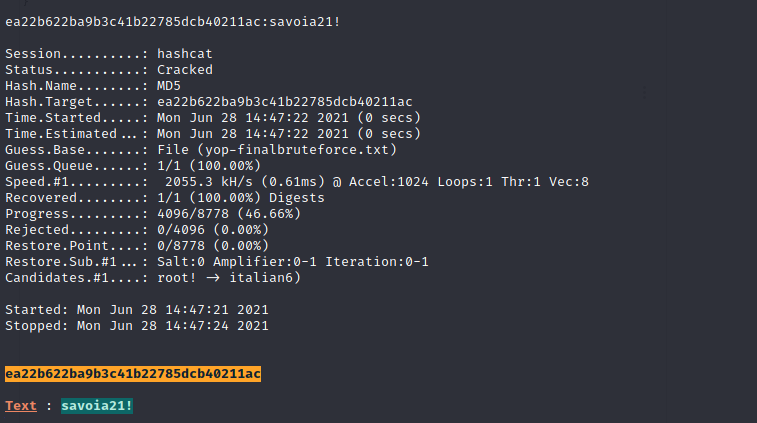 ea22b622ba9b3c41b22785dcb40211ac:savoia21!
Session..........: hashcat
Status...........: Cracked
Hash.Name........: MD5
Hash.Target......: ea22b622ba9b3c41b22785dcb40211ac
Time.Started.....: Mon Jun 28 14:47:22 2021 (0 secs)
Time.Estimated...: Mon Jun 28 14:47:22 2021 (0 secs)
Guess.Base.......: File (yop-finalbruteforce.txt)
Guess.Queue......: 1/1 (100.00%)
Speed.#1.........:  2055.3 kH/s (0.61ms) @ Accel:1024 Loops:1 Thr:1 Vec:8
Recovered........: 1/1 (100.00%) Digests
Progress.........: 4096/8778 (46.66%)
Rejected.........: 0/4096 (0.00%)
Restore.Point....: 0/8778 (0.00%)
Restore.Sub.#1...: Salt:0 Amplifier:0-1 Iteration:0-1
Candidates.#1....: root! -> italian6)
Started: Mon Jun 28 14:47:21 2021
Stopped: Mon Jun 28 14:47:24 2021
ea22b622ba9b3c41b22785dcb40211ac
Text : savoia21!